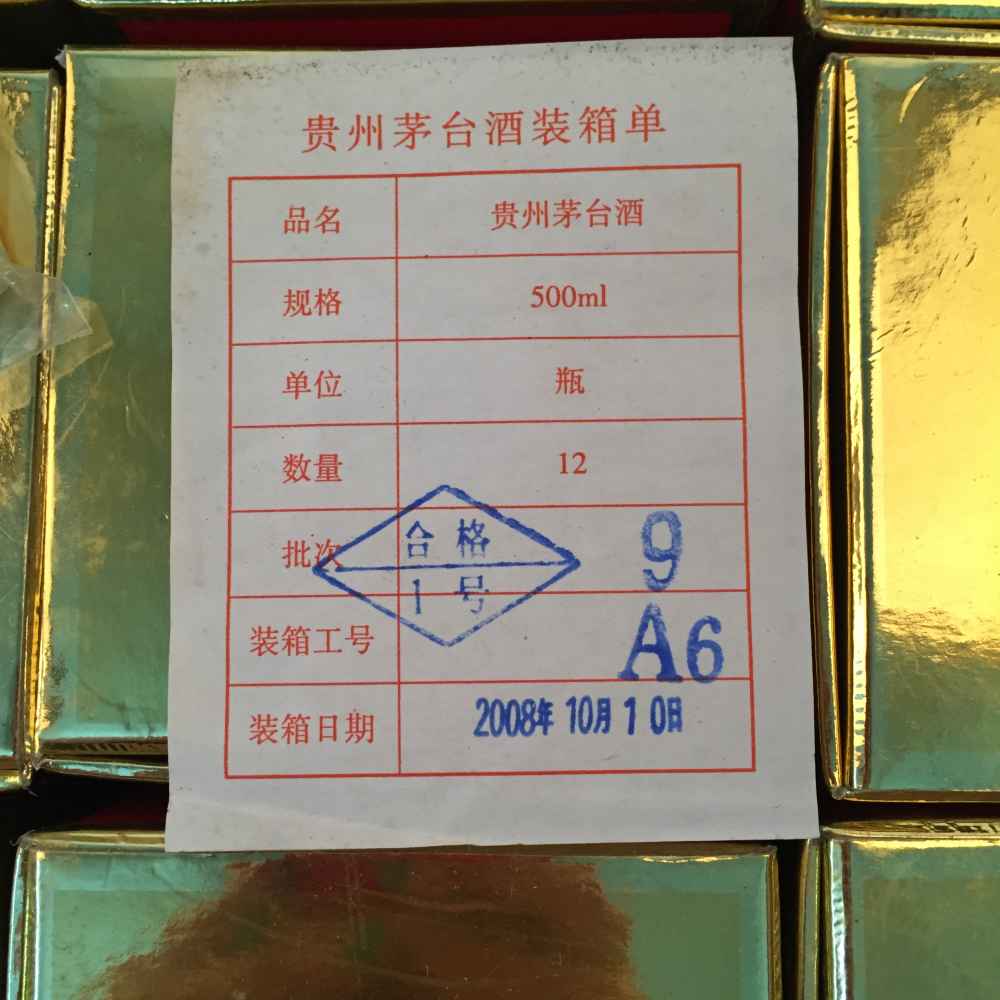 贵州茅台酒装箱单
品名 贵州茅台酒
规格 500ml
单位 瓶
数量 12
合格
批次 9
1号
装箱工号 A6
装箱日期 2008年10月10日